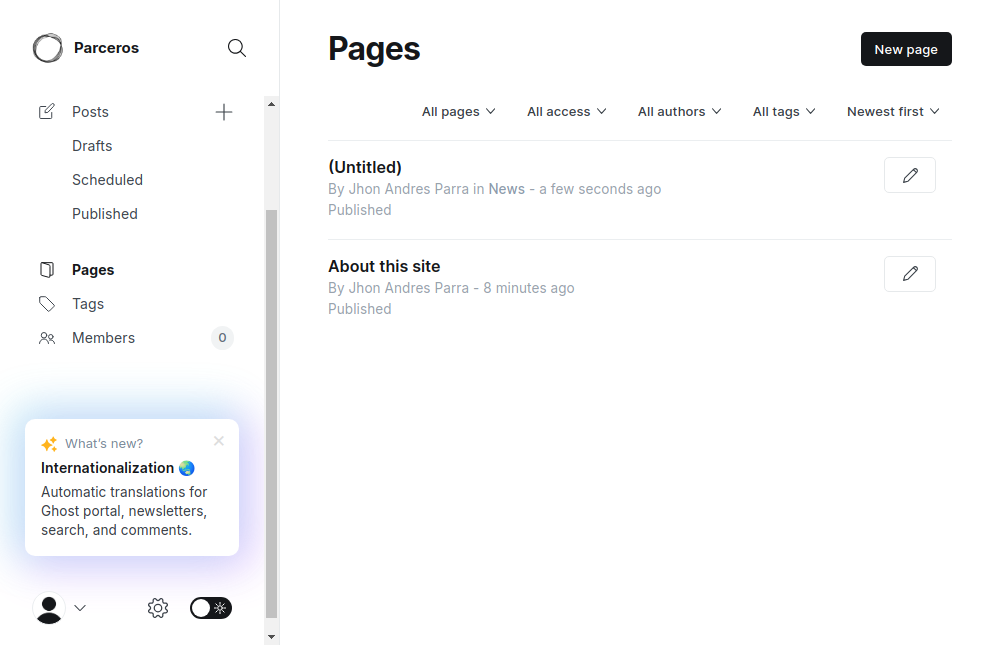 Parceros
Posts
Drafts
Scheduled
Published
Pages
Tags
Members 0
What's new?
Internationalization 🌏
Automatic translations for
Ghost portal, newsletters,
search, and comments.
Pages
New page
All pages All access All authors All tags Newest first
(Untitled)
By Jhon Andres Parra in News - a few seconds ago
Published
About this site
By Jhon Andres Parra - 8 minutes ago
Published